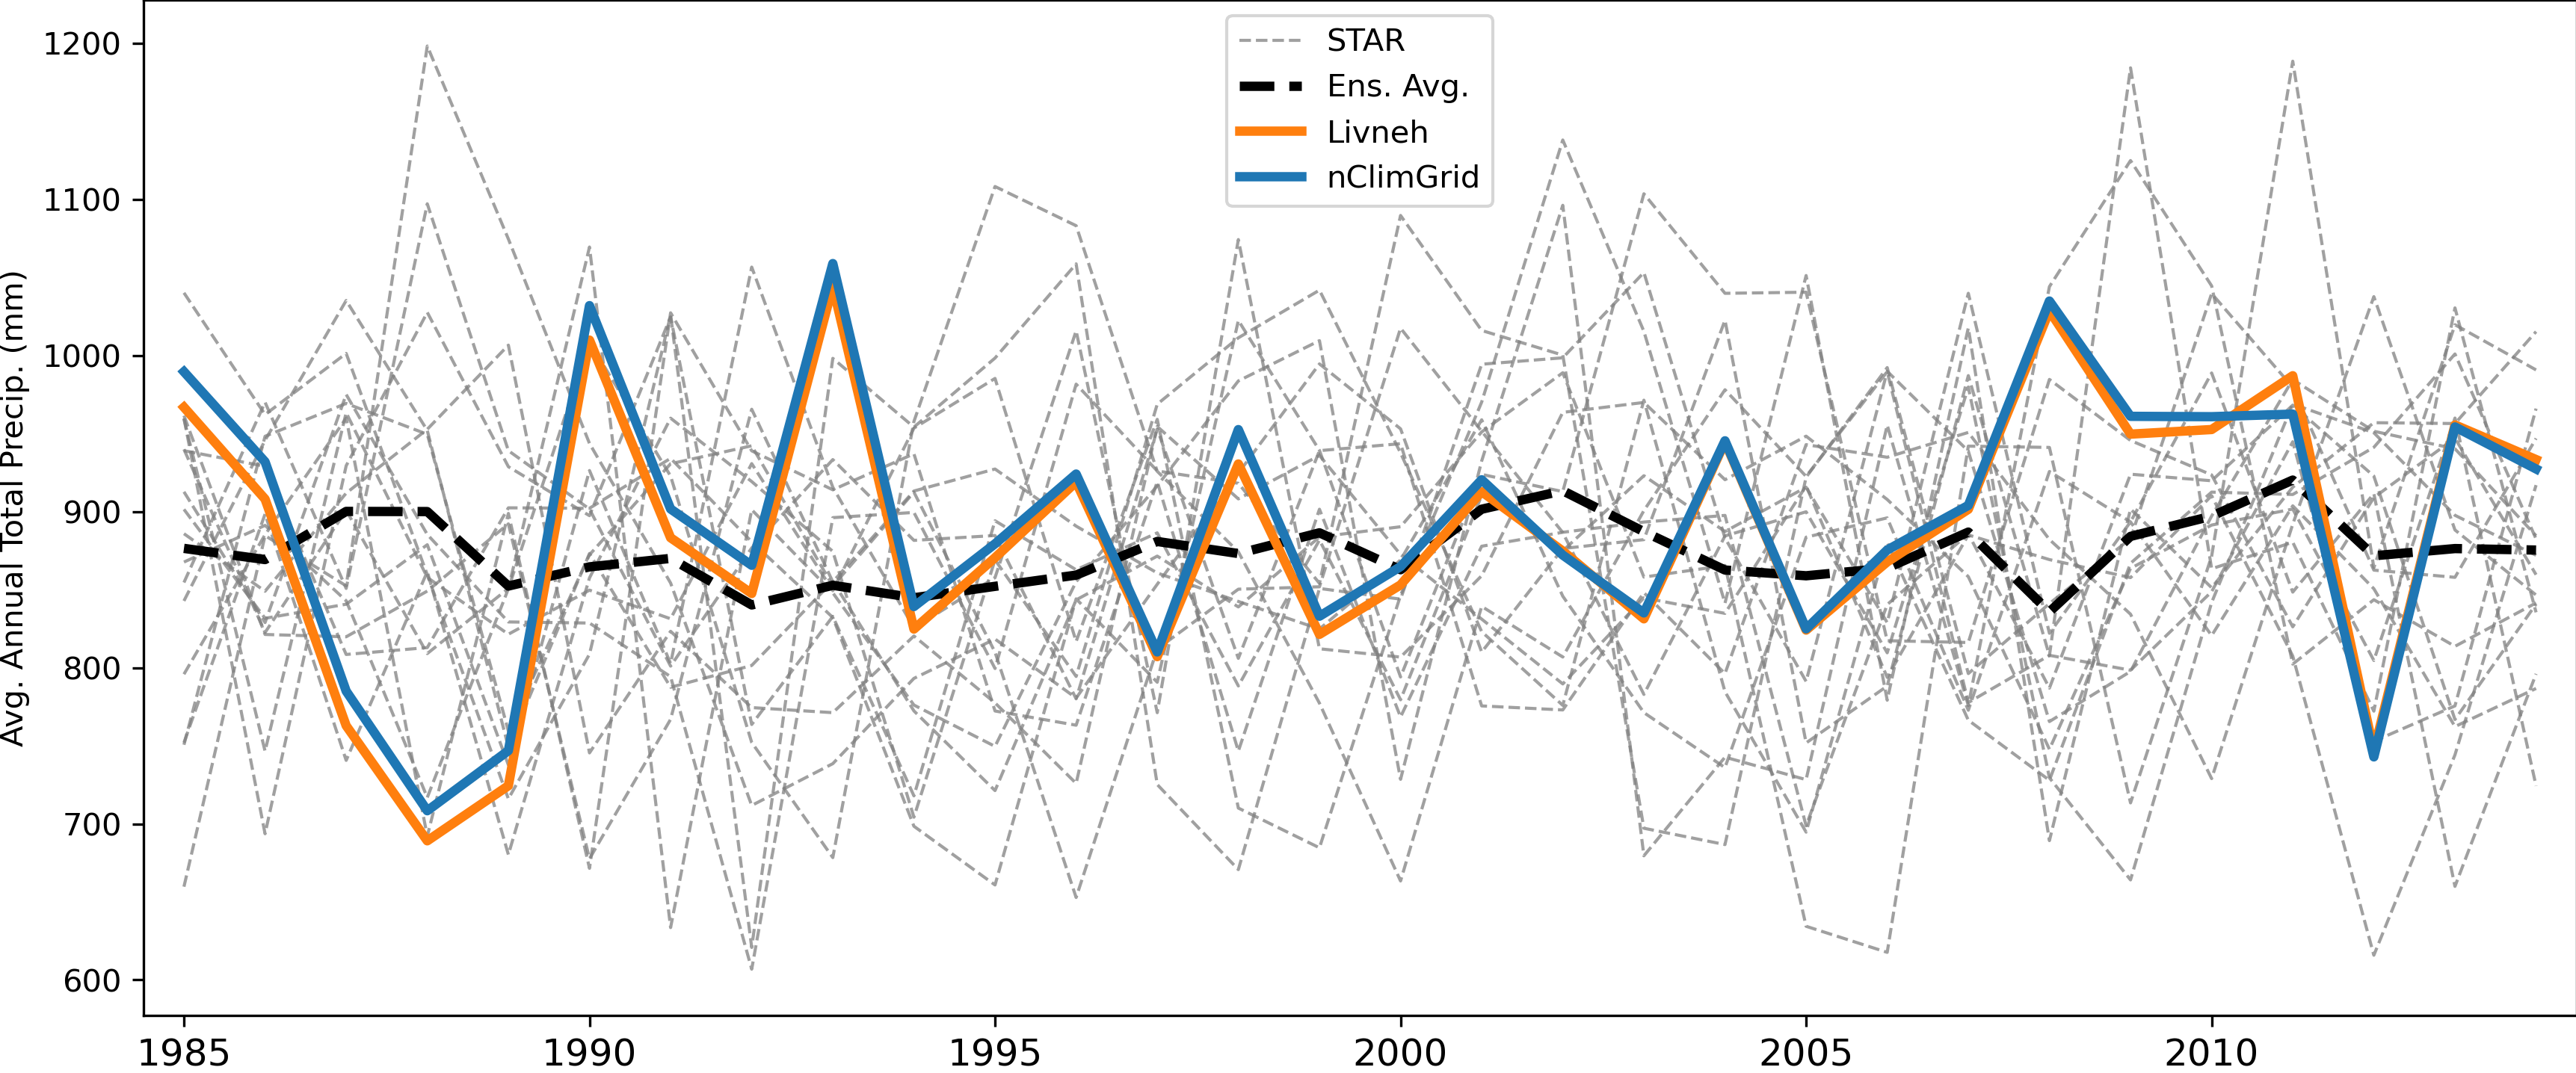 Avg. Annual Total Precip. (mm)
1200
1100
1000
900
800
700
600
STAR
Ens. Avg.
Livneh
nClimGrid
1985
1990
1995
2000
2005
2010